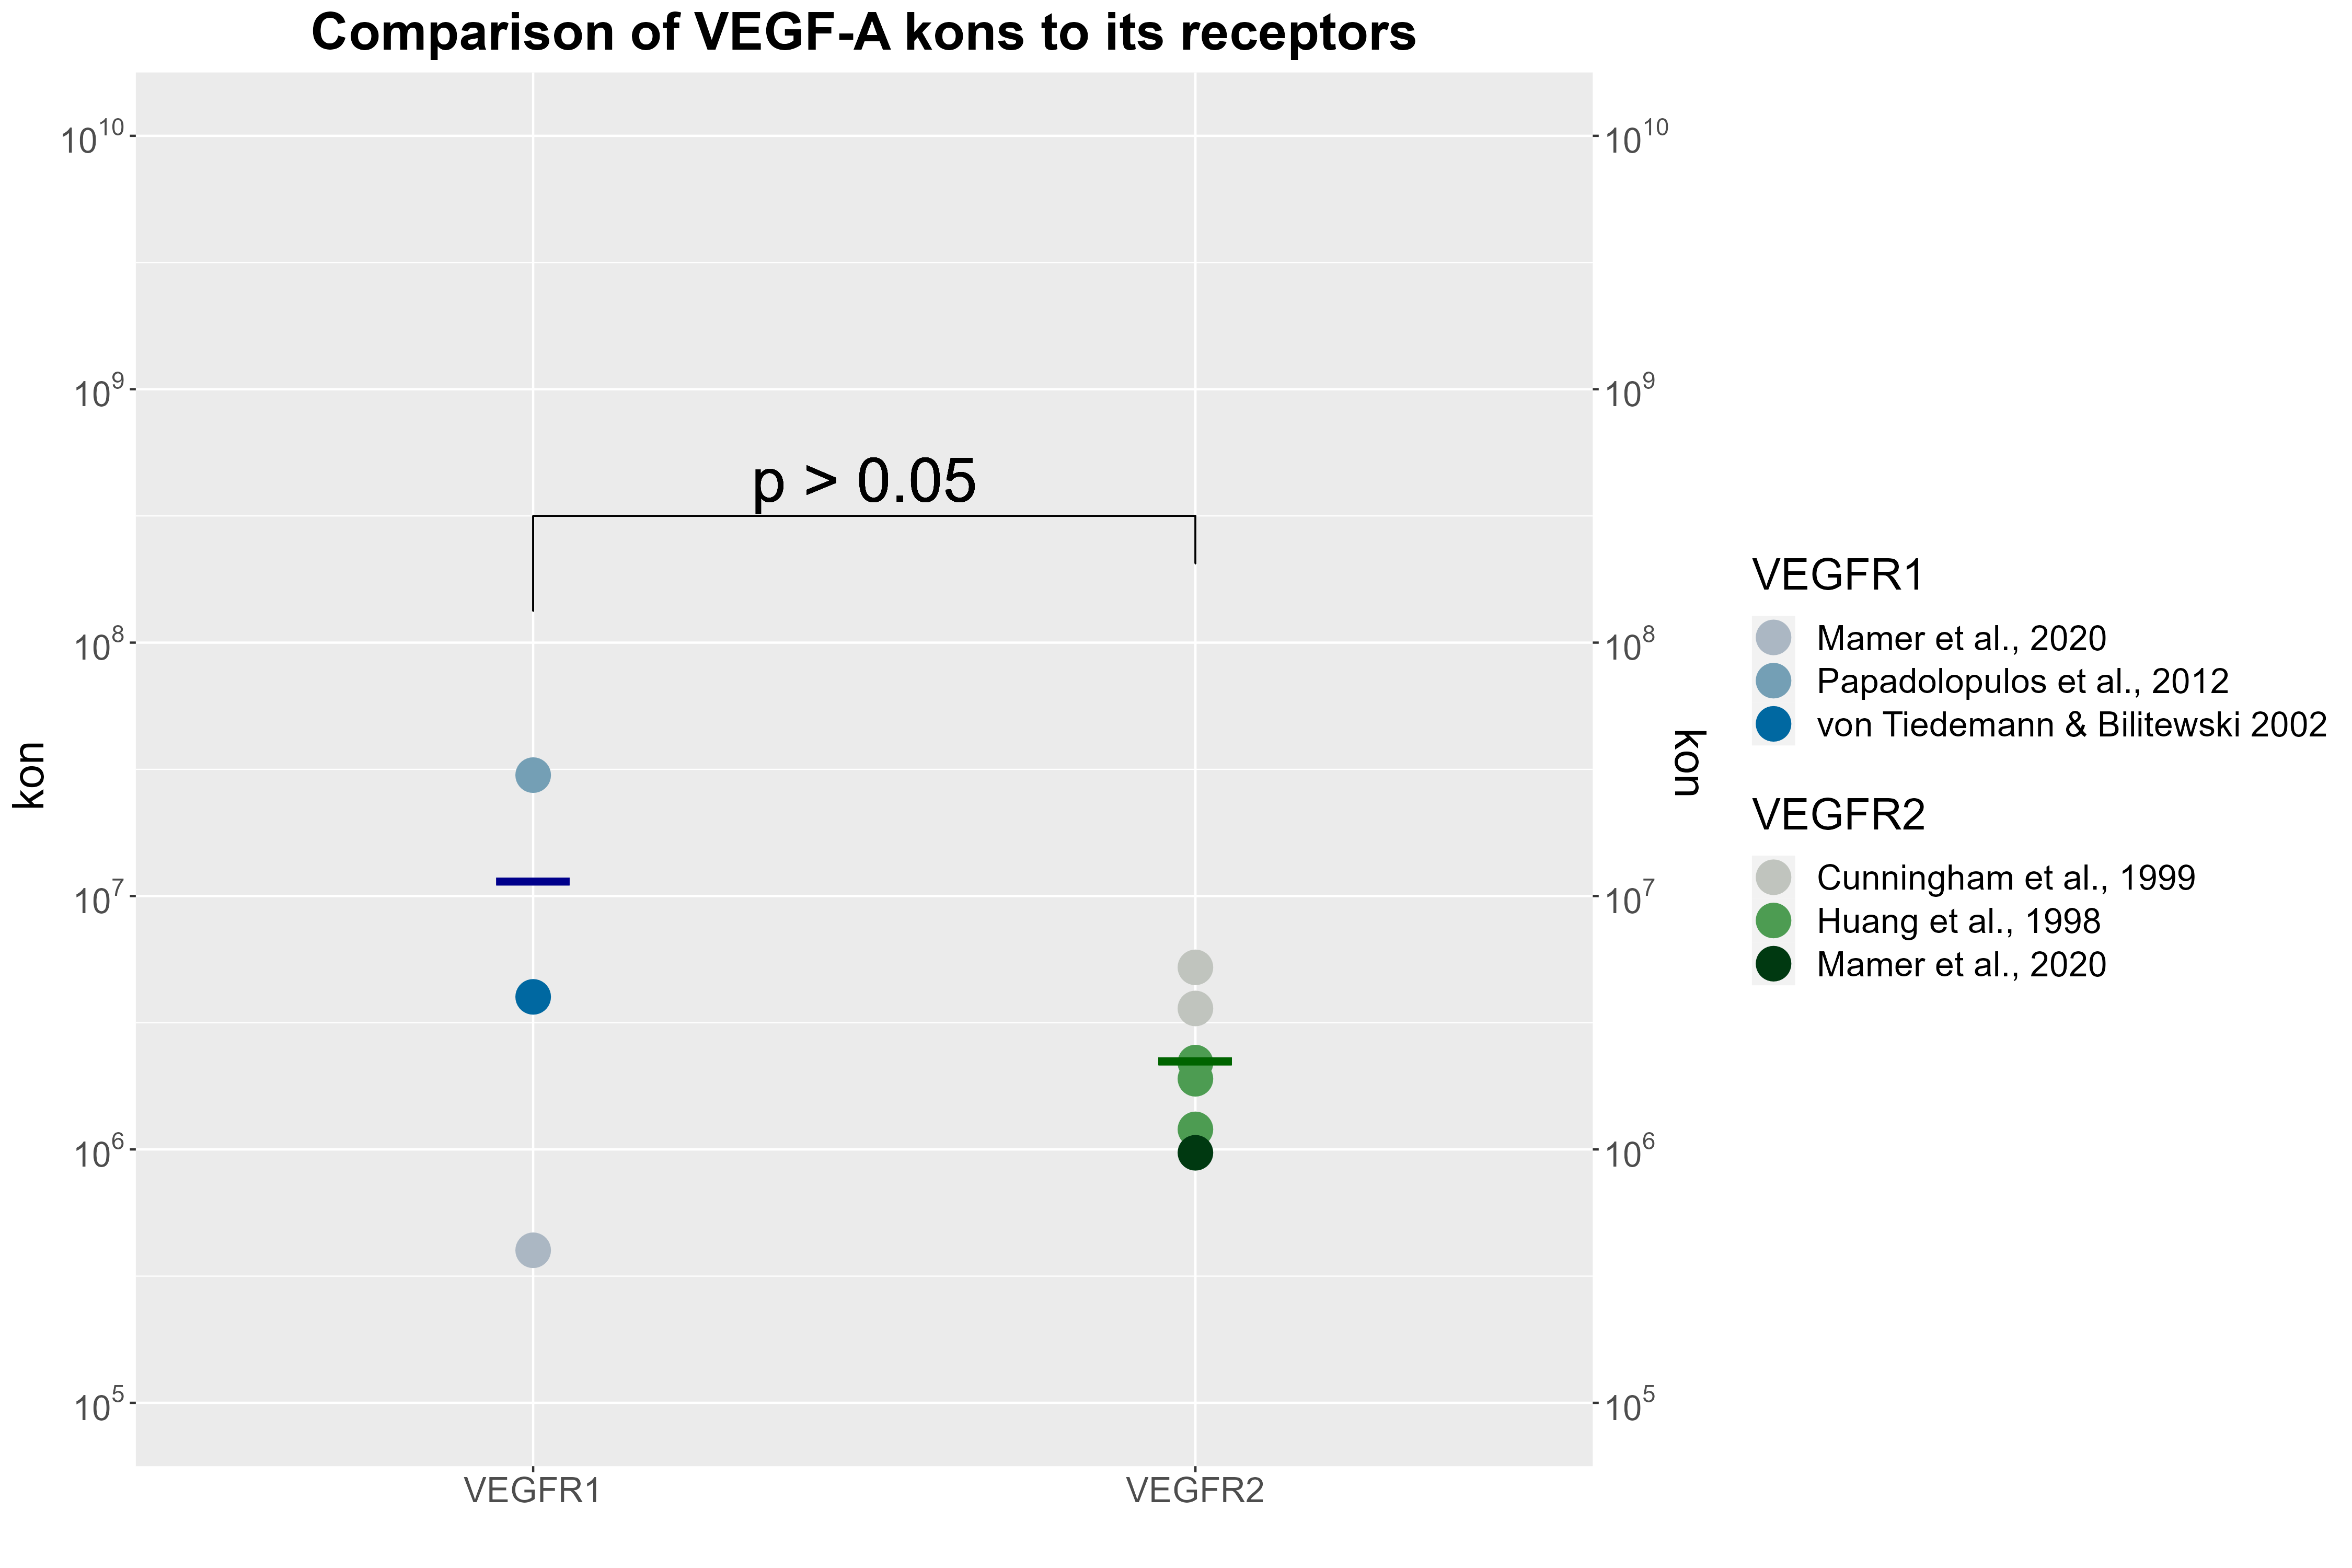 Comparison of VEGF-A kons to its receptors
10^10
10^9
10^8
10^7
10^6
10^5
kon
p > 0.05
10^10
10^9
10^8
10^7
10^6
10^5
kon
VEGFR1
VEGFR2
VEGFR1
Mamer et al., 2020
Papadolopulos et al., 2012
von Tiedemann & Bilitewski 2002
VEGFR2
Cunningham et al., 1999
Huang et al., 1998
Mamer et al., 2020